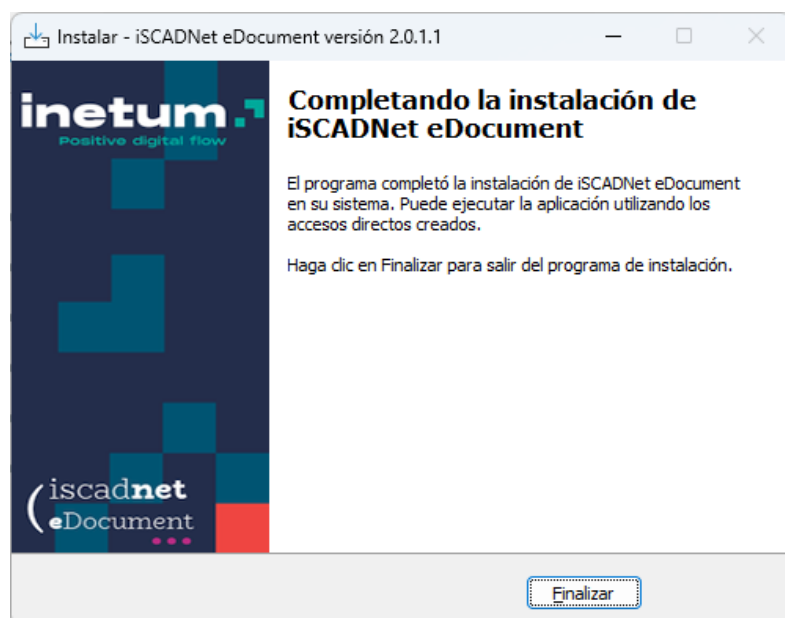 Instalar - iSCADNet eDocument versión 2.0.1.1
inetum
Positive digital flow
Completando la instalación de
iSCADNet eDocument
El programa completó la instalación de iSCADNet eDocument
en su sistema. Puede ejecutar la aplicación utilizando los
accesos directos creados.
Haga clic en Finalizar para salir del programa de instalación.
iscadnet
eDocument
Finalizar